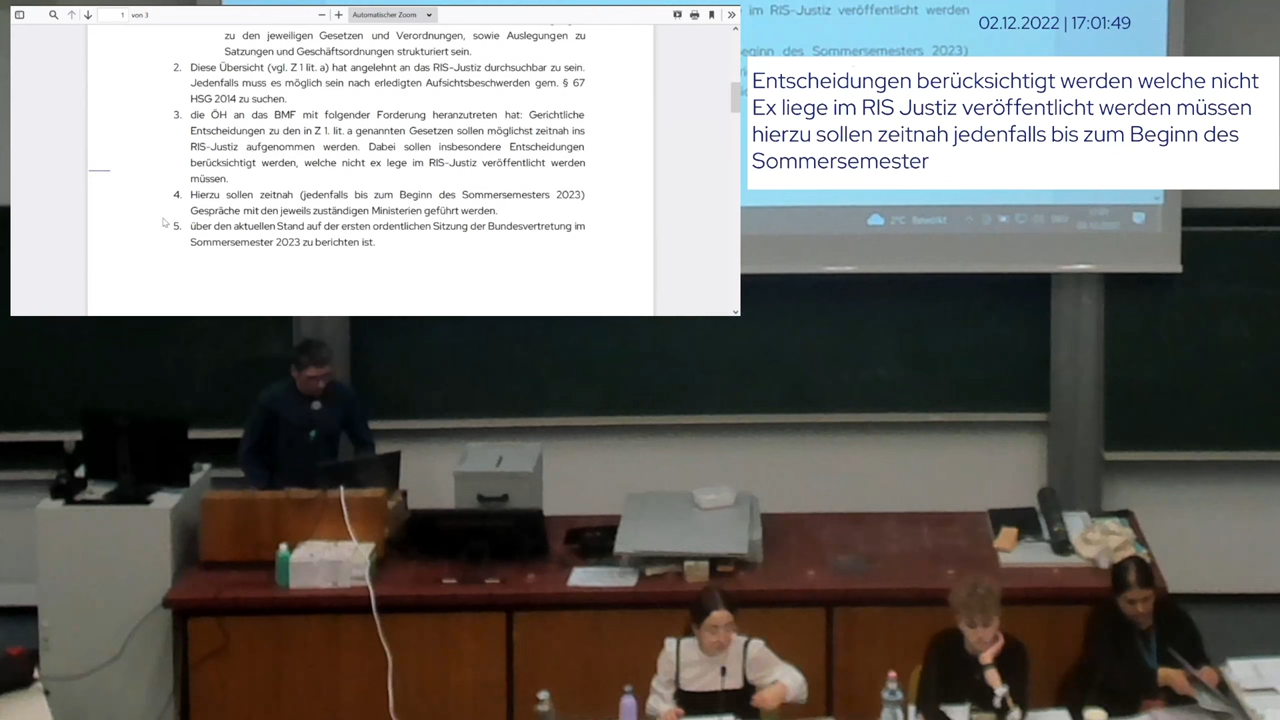 1 von 3
Automatischer Zoom
zu den jeweiligen Gesetzen und Verordnungen, sowie Auslegungen zu
Satzungen und Geschäftsordnungen strukturiert sein.
2. Diese Übersicht (vgl. Z 1 lit. a) hat angelehnt an das RIS-Justiz durchsuchbar zu sein.
Jedenfalls muss es möglich sein nach erledigten Aufsichtsbeschwerden gem. § 67
HSG 2014 zu suchen.
3. die ÖH an das BMF mit folgender Forderung heranzutreten hat: Gerichtliche
Entscheidungen zu den in Z 1. lit. a genannten Gesetzen sollen möglichst zeitnah ins
RIS-Justiz aufgenommen werden. Dabei sollen insbesondere Entscheidungen
berücksichtigt werden, welche nicht ex lege im RIS-Justiz veröffentlicht werden
müssen.
4. Hierzu sollen zeitnah (jedenfalls bis zum Beginn des Sommersemesters 2023)
Gespräche mit den jeweils zuständigen Ministerien geführt werden.
5. über den aktuellen Stand auf der ersten ordentlichen Sitzung der Bundesvertretung im
Sommersemester 2023 zu berichten ist.
im RIS-Justiz veröffentlicht werden
02.12.2022 | 17:01:49
eginn des Sommersemesters 2023)
Entscheidungen berücksichtigt werden welche nicht
Ex liege im RIS Justiz veröffentlicht werden müssen
hierzu sollen zeitnah jedenfalls bis zum Beginn des
Sommersemester
2°C Bewölkt